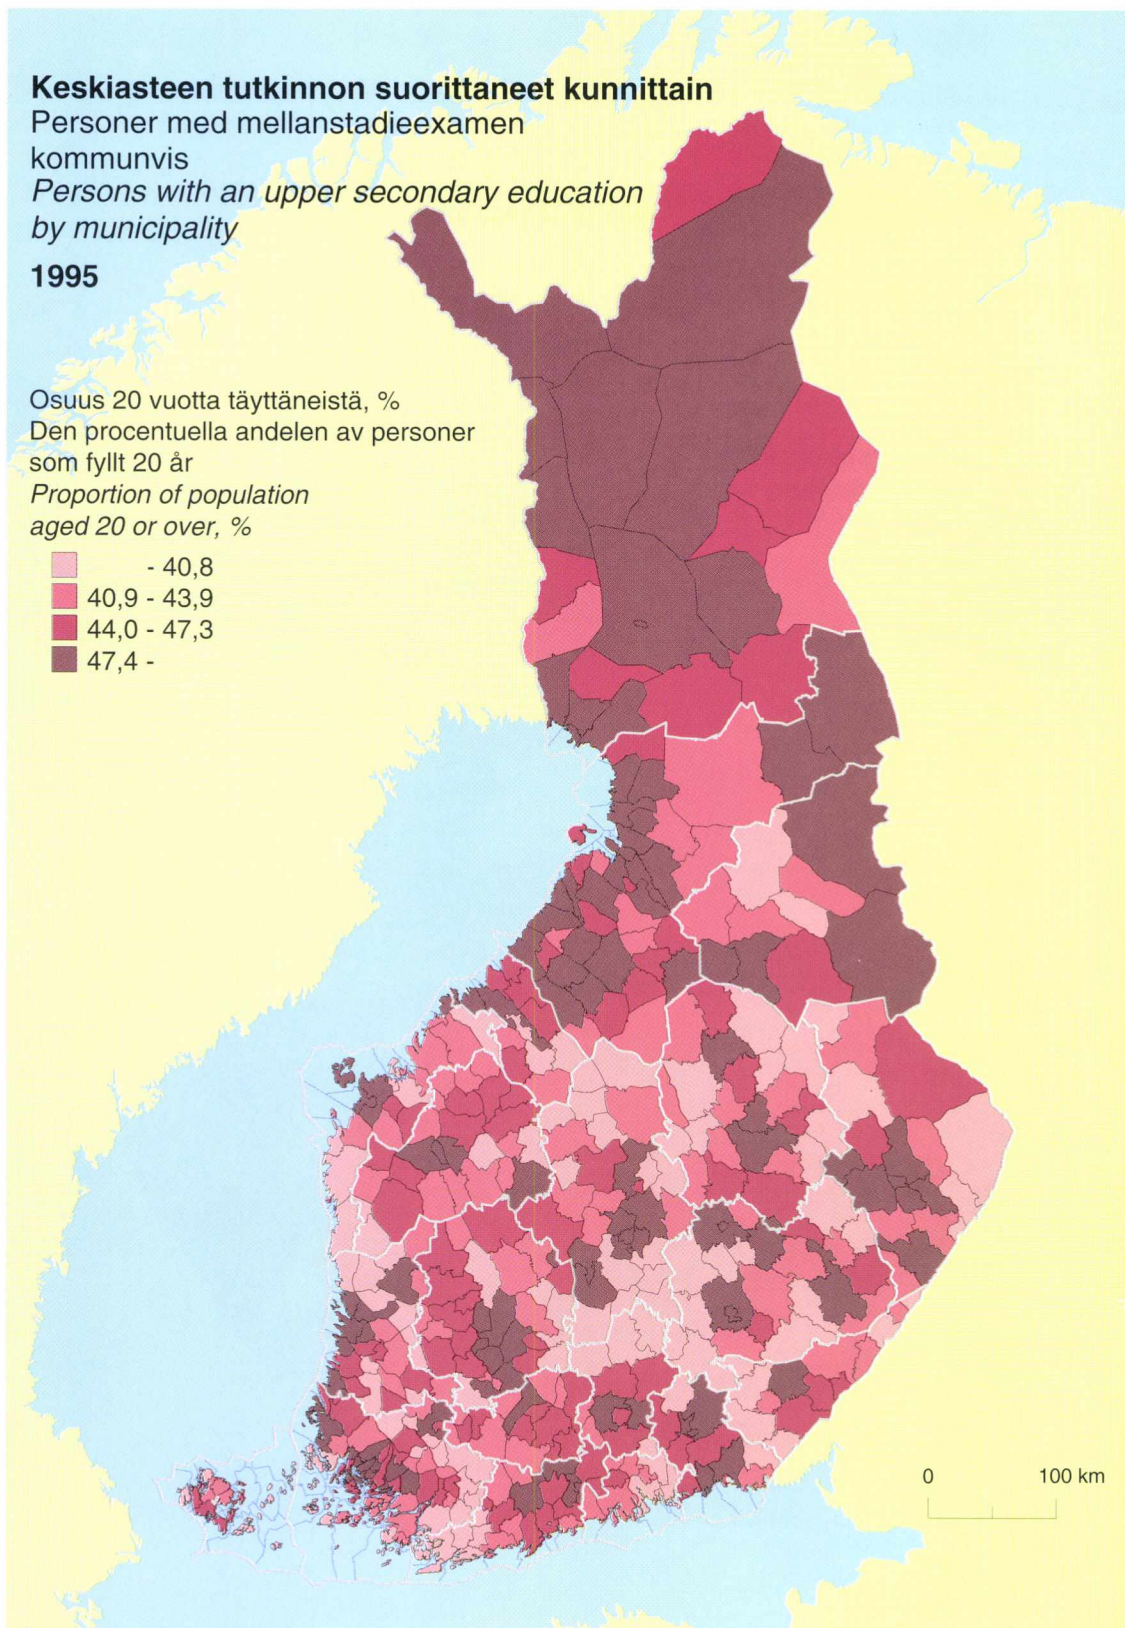 Keskiasteen tutkinnon suorittaneet kunnittain
Personer med mellanstadieexamen
kommunvis
Persons with an upper secondary education
by municipality
1995
Osuus 20 vuotta täyttäneistä, %
Den procentuella andelen av personer
som fyllt 20 år
Proportion of population
aged 20 or over, %
- 40,8
40,9 - 43,9
44,0 - 47,3
47,4 -
0 100 km